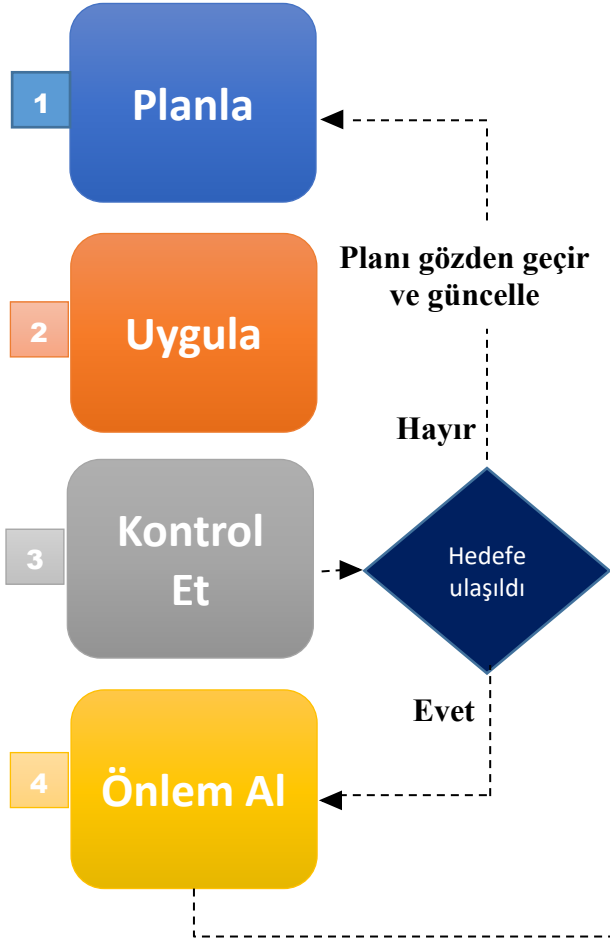 1
Planla
Planı gözden geçir
ve güncelle
2
Uygula
Hayır
3
Kontrol
Et
Hedefe
ulaşıldı
Evet
4
Önlem Al